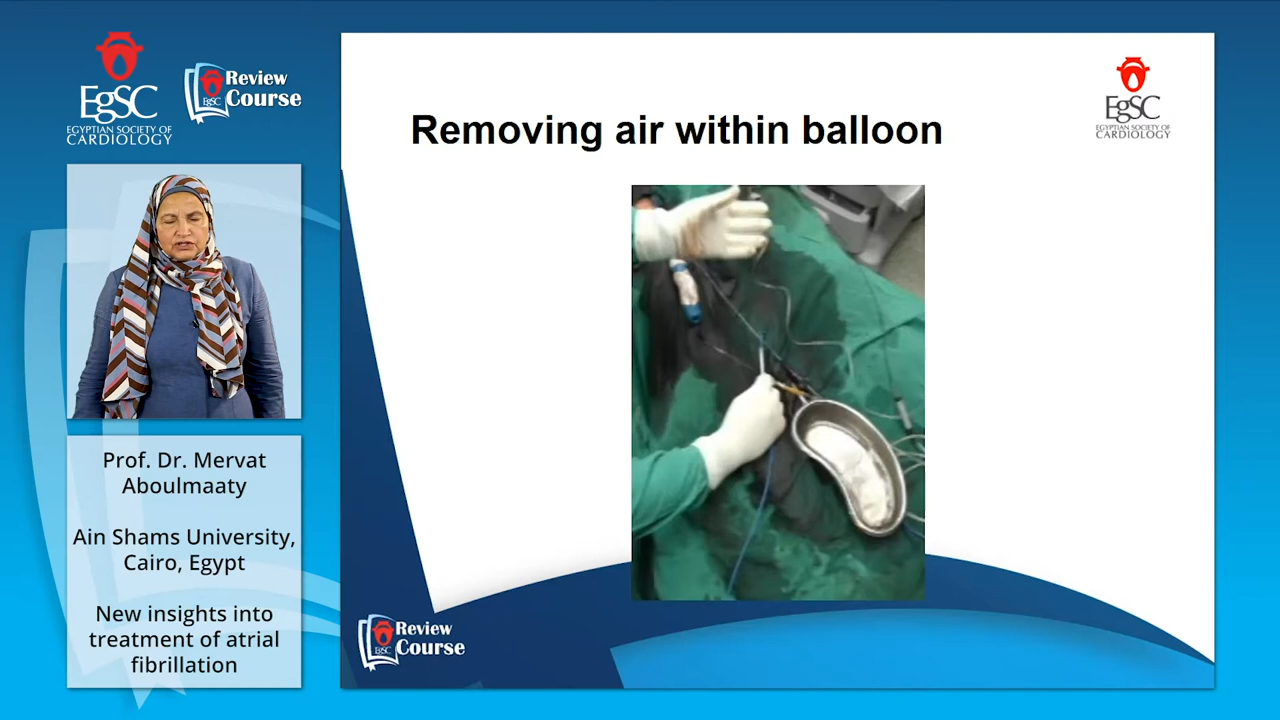 EgSC
EGYPTIAN SOCIETY OF
CARDIOLOGY
Review
Course
EgSC
Prof. Dr. Mervat
Aboulmaaty
Ain Shams University,
Cairo, Egypt
New insights into
treatment of atrial
fibrillation
Removing air within balloon
EgSC
EGYPTIAN SOCIETY OF
CARDIOLOGY
Review
Course
EgSC